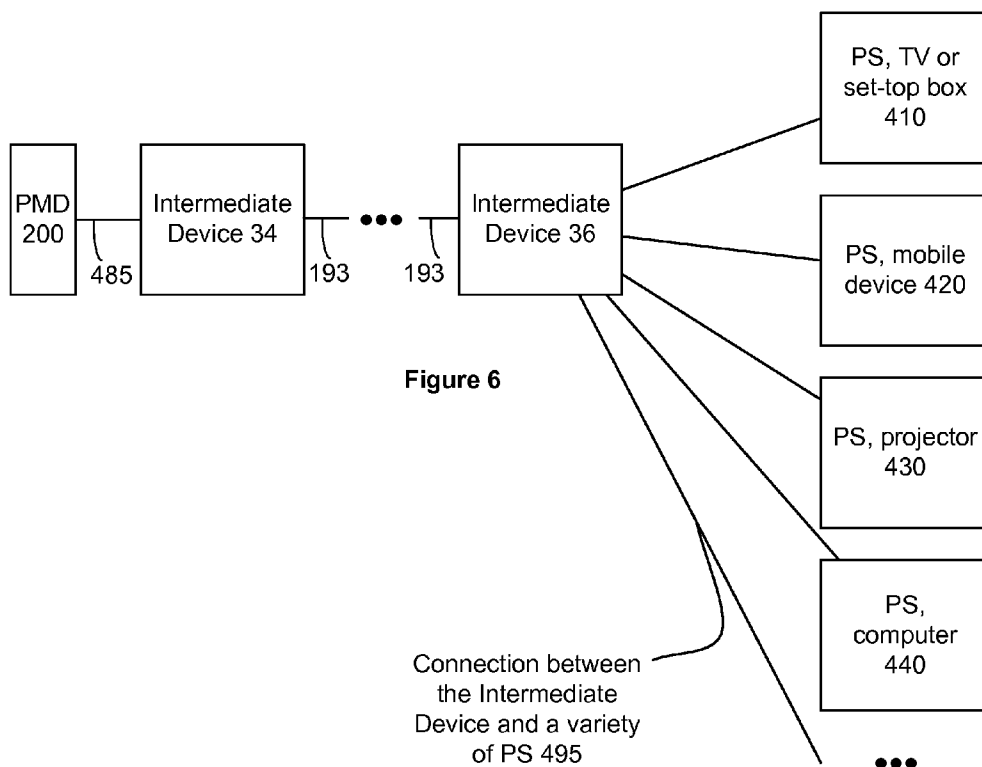 PMD
200
485
Intermediate
Device 34
193
193
Intermediate
Device 36
PS, TV or
set-top box
410
PS, mobile
device 420
PS, projector
430
PS,
computer
440
Connection between
the Intermediate
Device and a variety
of PS 495
Figure 6